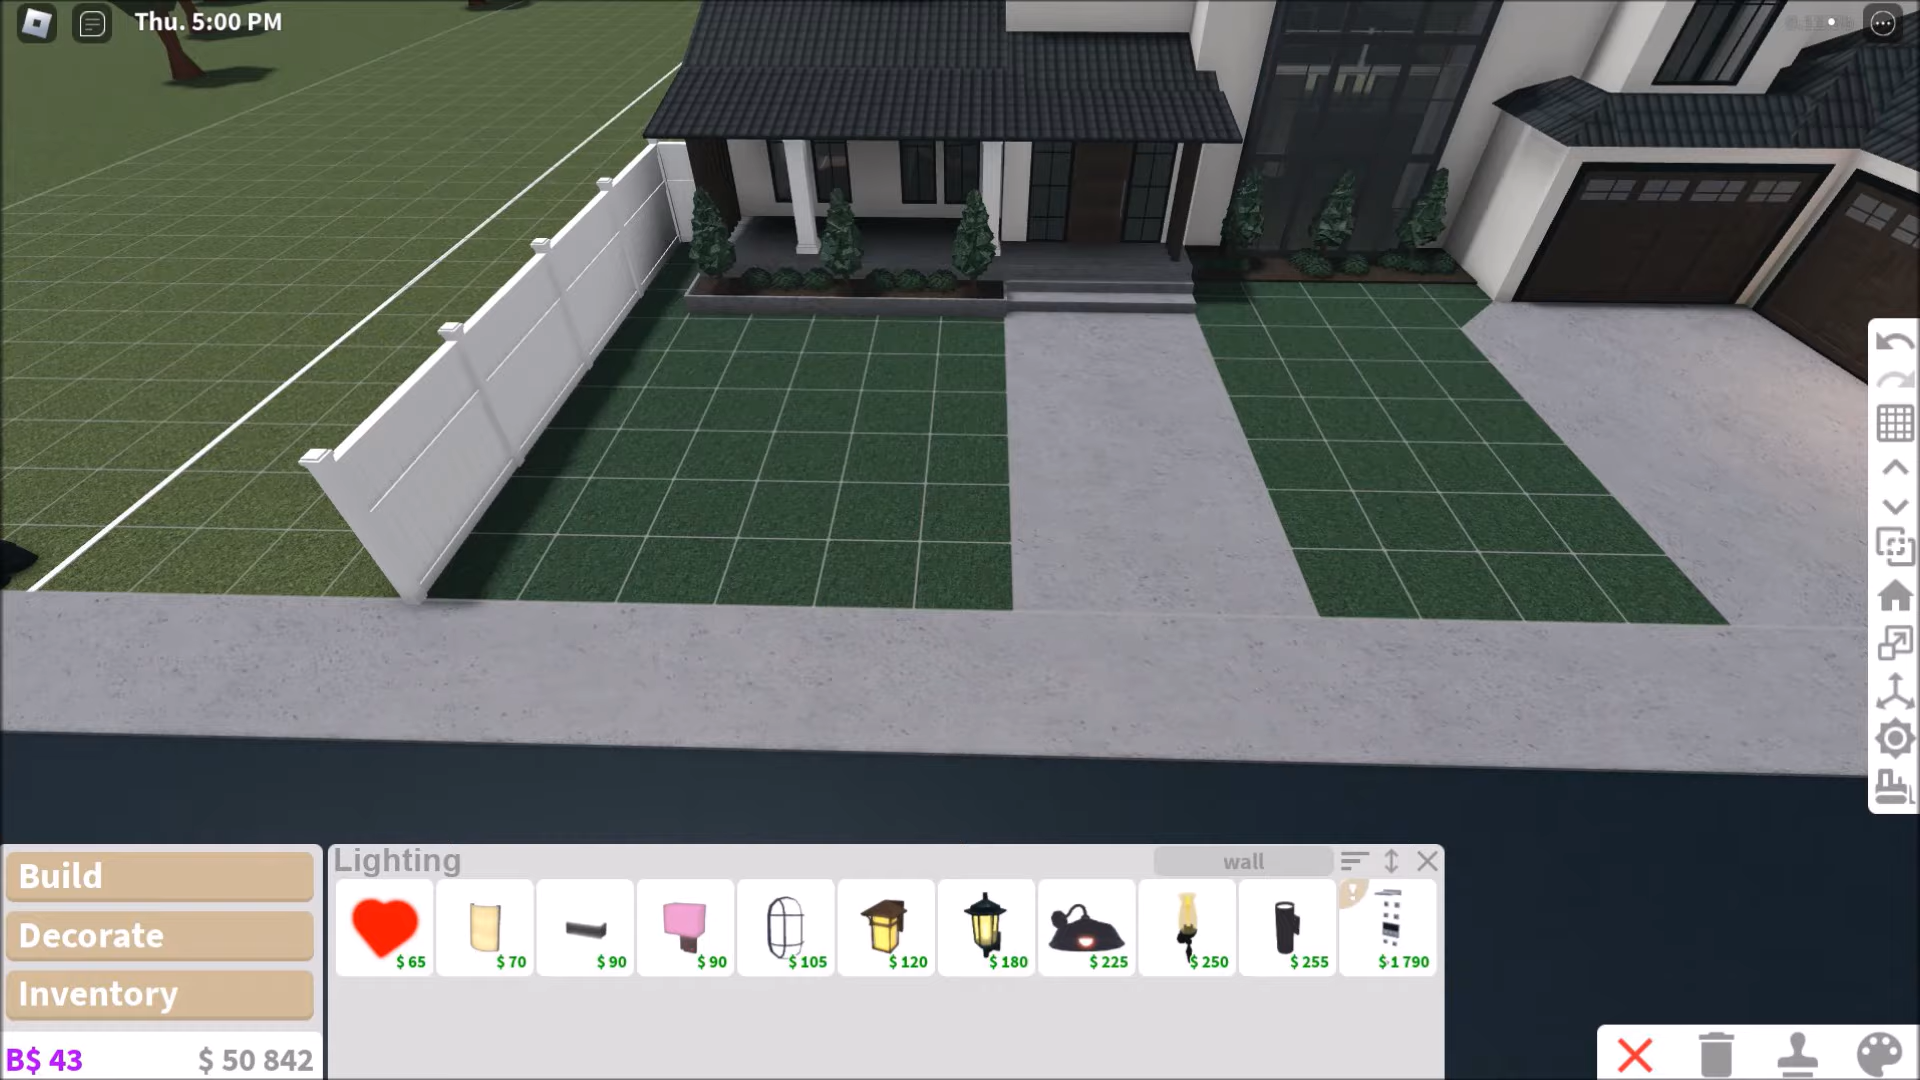 Thu. 5:00 PM
Lighting
wall
Build
Decorate
Inventory
$ 65
$ 70
$ 90
$ 90
$ 105
$ 120
$ 180
$ 225
$ 250
$ 255
$ 1 790
B$ 43
$ 50 842